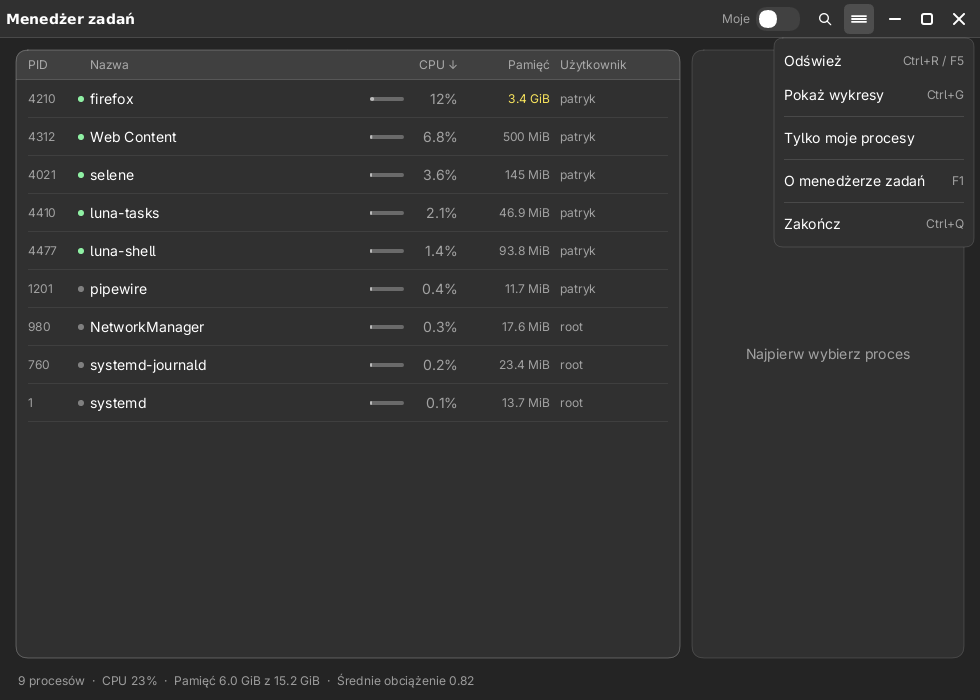 Menedżer zadań
Moje
Odśwież Ctrl+R / F5
Pokaż wykresy Ctrl+G
Tylko moje procesy
O menedżerze zadań F1
Zakończ Ctrl+Q
PID Nazwa CPU ↓ Pamięć Użytkownik
4210 firefox 12% 3.4 GiB patryk
4312 Web Content 6.8% 500 MiB patryk
4021 selene 3.6% 145 MiB patryk
4410 luna-tasks 2.1% 46.9 MiB patryk
4477 luna-shell 1.4% 93.8 MiB patryk
1201 pipewire 0.4% 11.7 MiB patryk
980 NetworkManager 0.3% 17.6 MiB root
760 systemd-journald 0.2% 23.4 MiB root
1 systemd 0.1% 13.7 MiB root
Najpierw wybierz proces
9 procesów · CPU 23% · Pamięć 6.0 GiB z 15.2 GiB · Średnie obciążenie 0.82